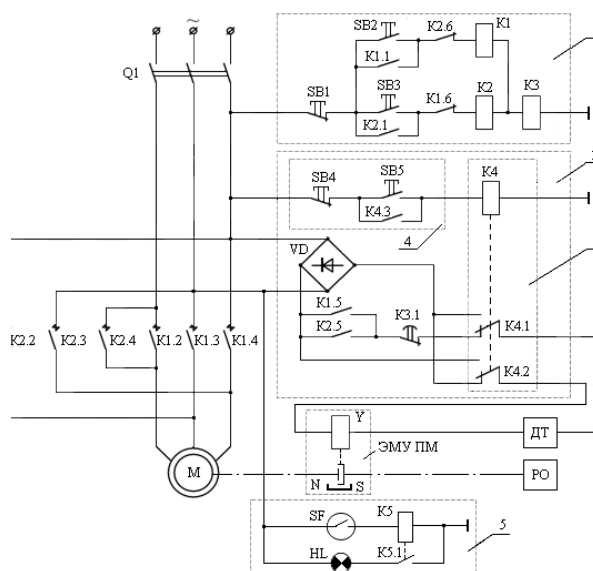 ~
SB2
K2.6
K1
Q1
K1.1
SB1
SB3
K1.6
K2
K3
K2.1
SB4
SB5
K4
K4.3
4
VD
K1.5
K2.5
K3.1
K4.1
K2.2
K2.3
K2.4
K1.2
K1.3
K1.4
K4.2
Y
ЭМУ ПМ
ДТ
М
N
S
РО
SF
K5
5
HL
K5.1